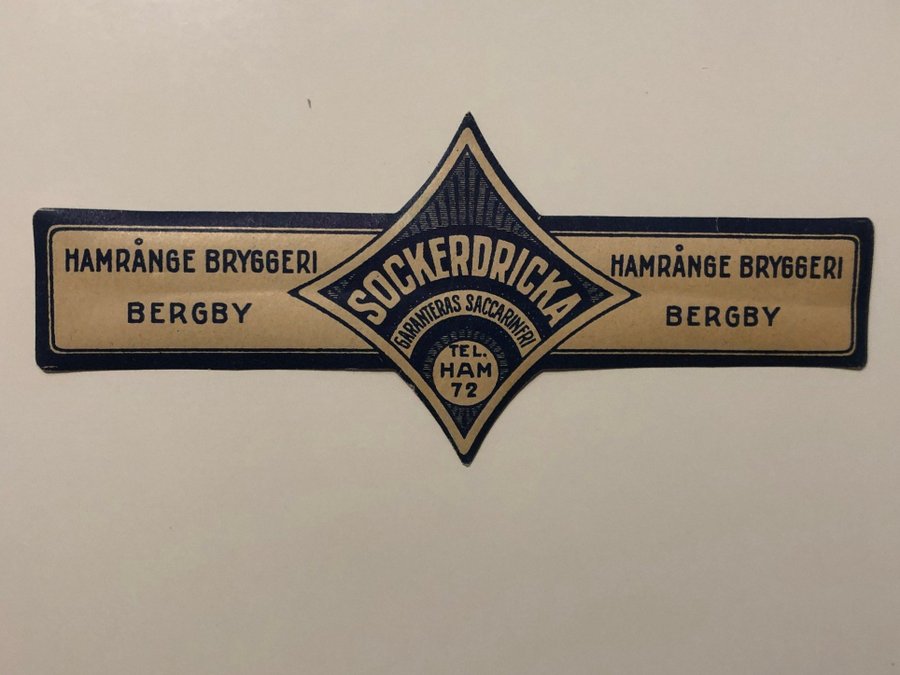 HAMRÅNGE BRYGGERI
BERGBY
SOCKERDRICKA
GARANTERAS SACCARINFRI
TEL.
HAM
72
HAMRÅNGE BRYGGERI
BERGBY